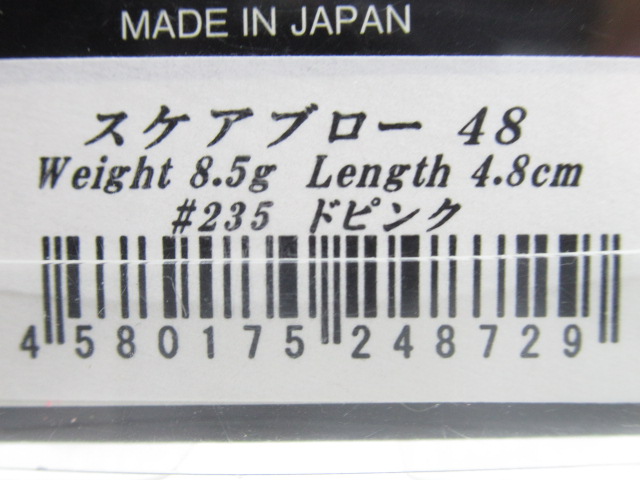 MADE IN JAPAN
スケアブロー 48
Weight 8.5g Length 4.8cm
#235 ドピンク
4 580175 248729